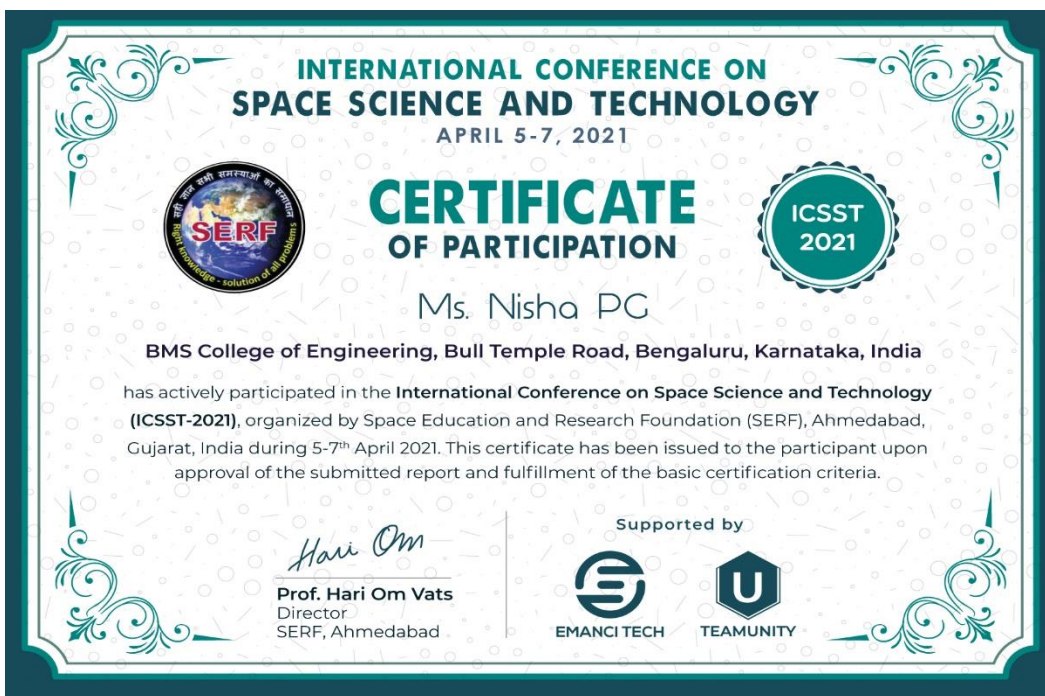 INTERNATIONAL CONFERENCE ON
SPACE SCIENCE AND TECHNOLOGY
APRIL 5-7, 2021
सही ज्ञान सभी समस्याओं का समाधान
SERF
Right knowledge - solution of all problems
CERTIFICATE
OF PARTICIPATION
ICSST
2021
Ms. Nisha PG
BMS College of Engineering, Bull Temple Road, Bengaluru, Karnataka, India
has actively participated in the International Conference on Space Science and Technology
(ICSST-2021), organized by Space Education and Research Foundation (SERF), Ahmedabad,
Gujarat, India during 5-7th April 2021. This certificate has been issued to the participant upon
approval of the submitted report and fulfillment of the basic certification criteria.
Hari Om
Prof. Hari Om Vats
Director
SERF, Ahmedabad
Supported by
EMANCI TECH
U
TEAMUNITY